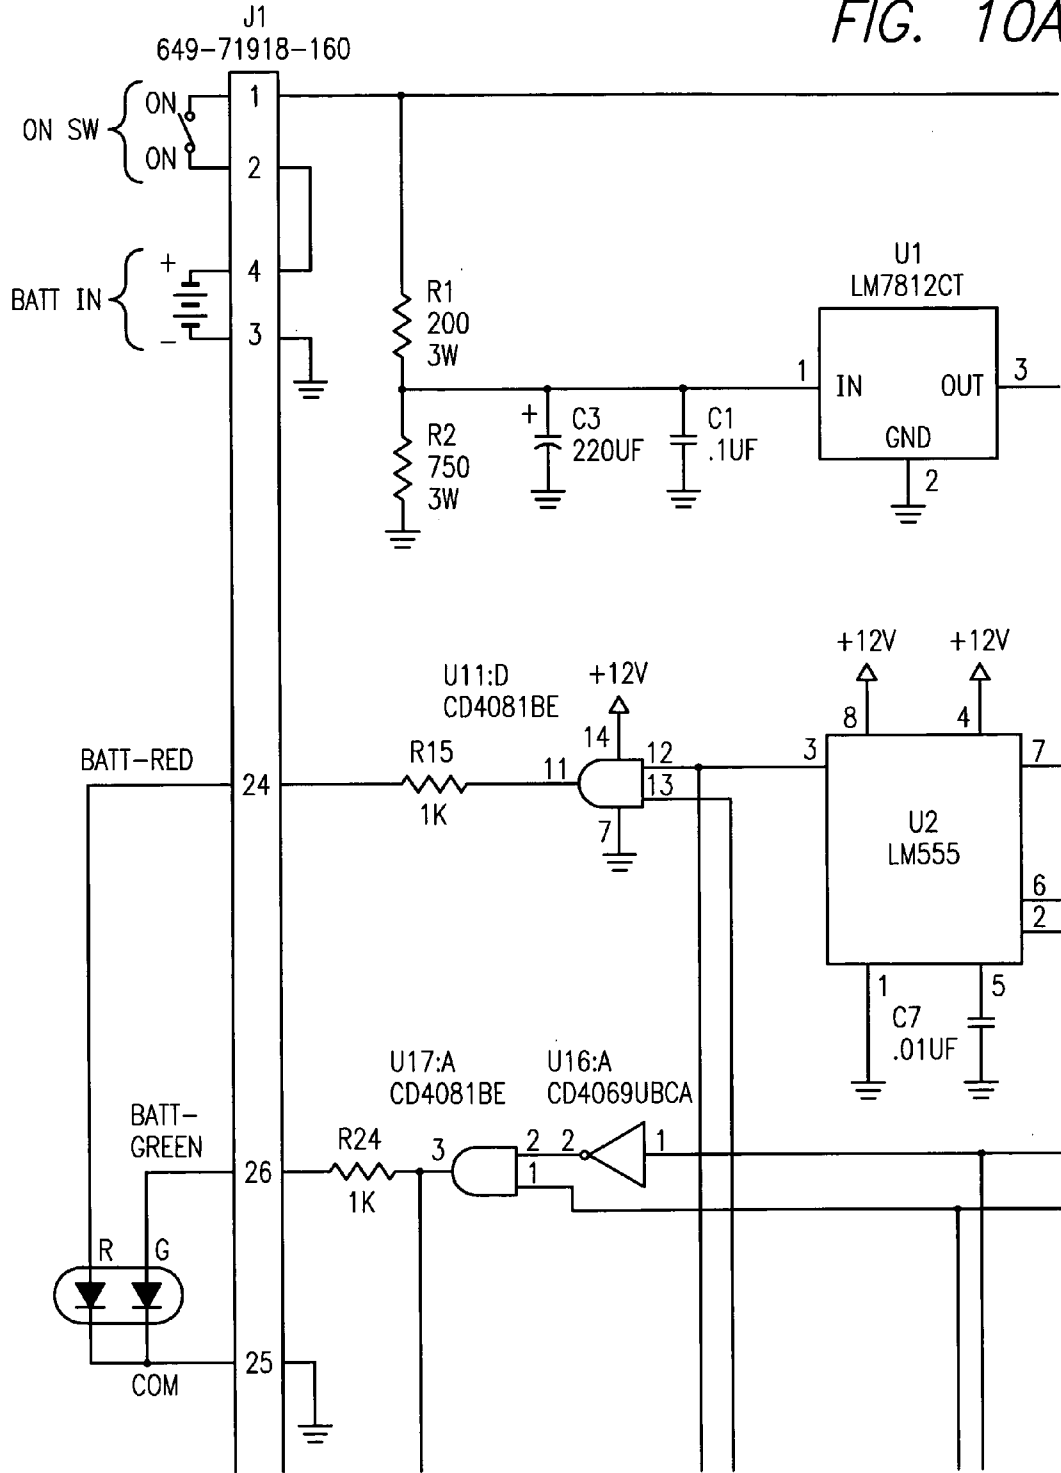 FIG. 10A
J1
649-71918-160
ON SW
ON
ON
1
2
BATT IN
+
-
4
3
R1
200
3W
R2
750
3W
+
C3
220UF
C1
.1UF
U1
LM7812CT
1
IN
OUT
3
GND
2
U11:D
CD4081BE
+12V
14
12
13
11
7
R15
1K
BATT-RED
24
+12V
+12V
8
4
3
7
U2
LM555
6
2
1
5
C7
.01UF
U17:A
CD4081BE
U16:A
CD4069UBCA
BATT-
GREEN
26
R24
1K
3
2
1
2
1
R
G
25
COM